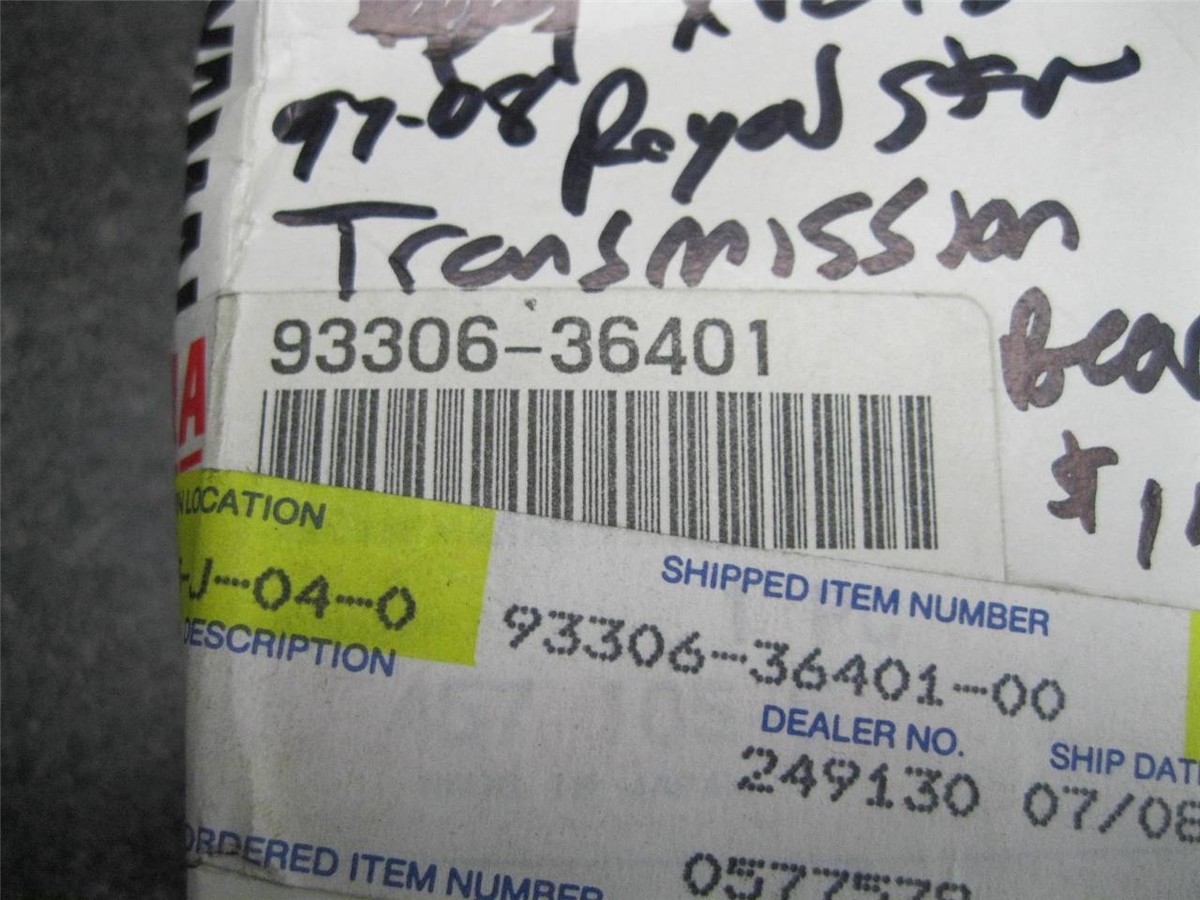 97-08 Royal Star
Transmission
93306-36401
LOCATION
J-04-0
DESCRIPTION
SHIPPED ITEM NUMBER
93306-36401-00
DEALER NO.
249130
SHIP DAT
07/08
ORDERED ITEM NUMBER
0577579